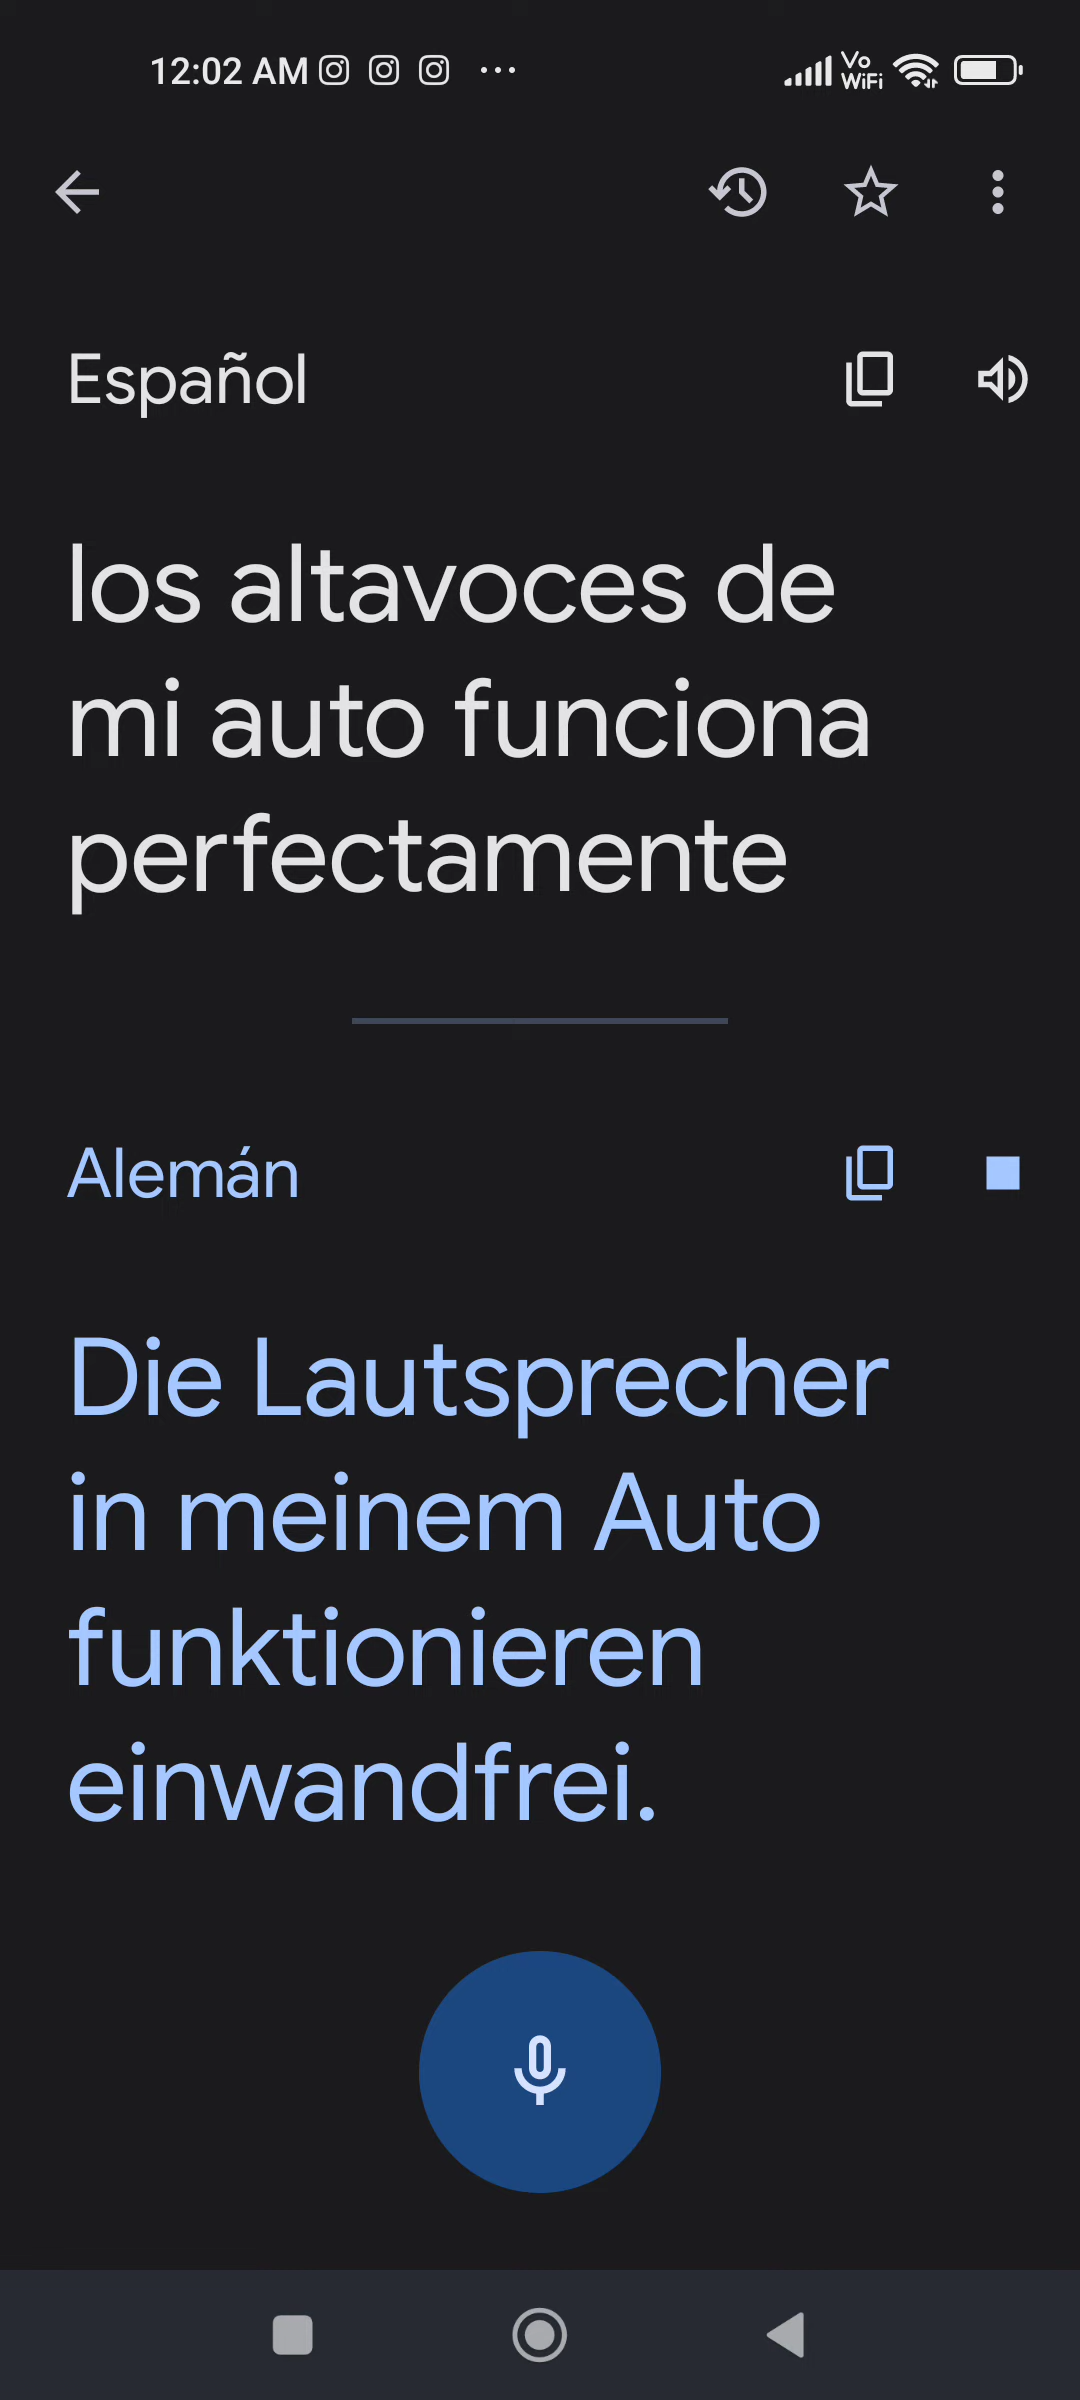 12:02 AM
Vo
WiFi
Español
los altavoces de
mi auto funciona
perfectamente
Alemán
Die Lautsprecher
in meinem Auto
funktionieren
einwandfrei.